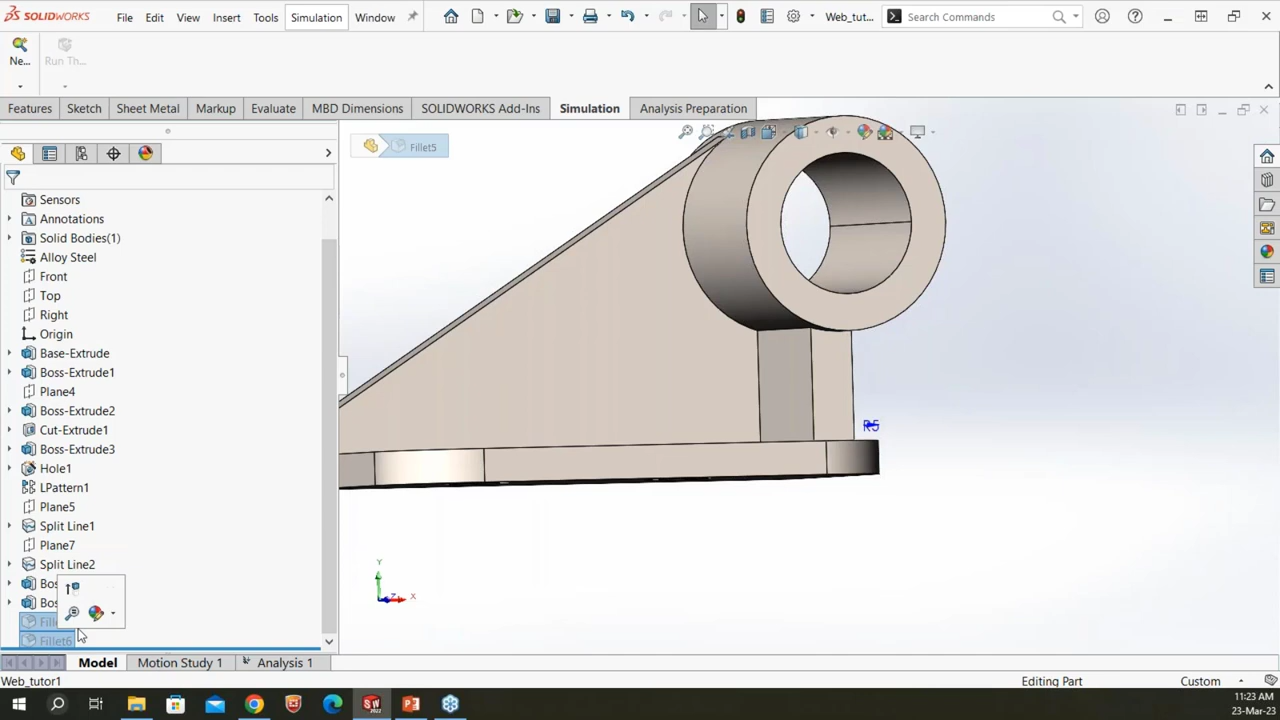 SOLIDWORKS File Edit View Insert Tools Simulation Window Web_tut... Search Commands
Ne... Run Th...
Features Sketch Sheet Metal Markup Evaluate MBD Dimensions SOLIDWORKS Add-Ins Simulation Analysis Preparation
Fillet5
Sensors
Annotations
Solid Bodies(1)
Alloy Steel
Front
Top
Right
Origin
Base-Extrude
Boss-Extrude1
Plane4
Boss-Extrude2
Cut-Extrude1
Boss-Extrude3
Hole1
LPattern1
Plane5
Split Line1
Plane7
Split Line2
Bos
Bos
Fille
Fillet6
R5
Y
Z X
Model Motion Study 1 Analysis 1
Web_tutor1 Editing Part Custom
11:23 AM
23-Mar-23